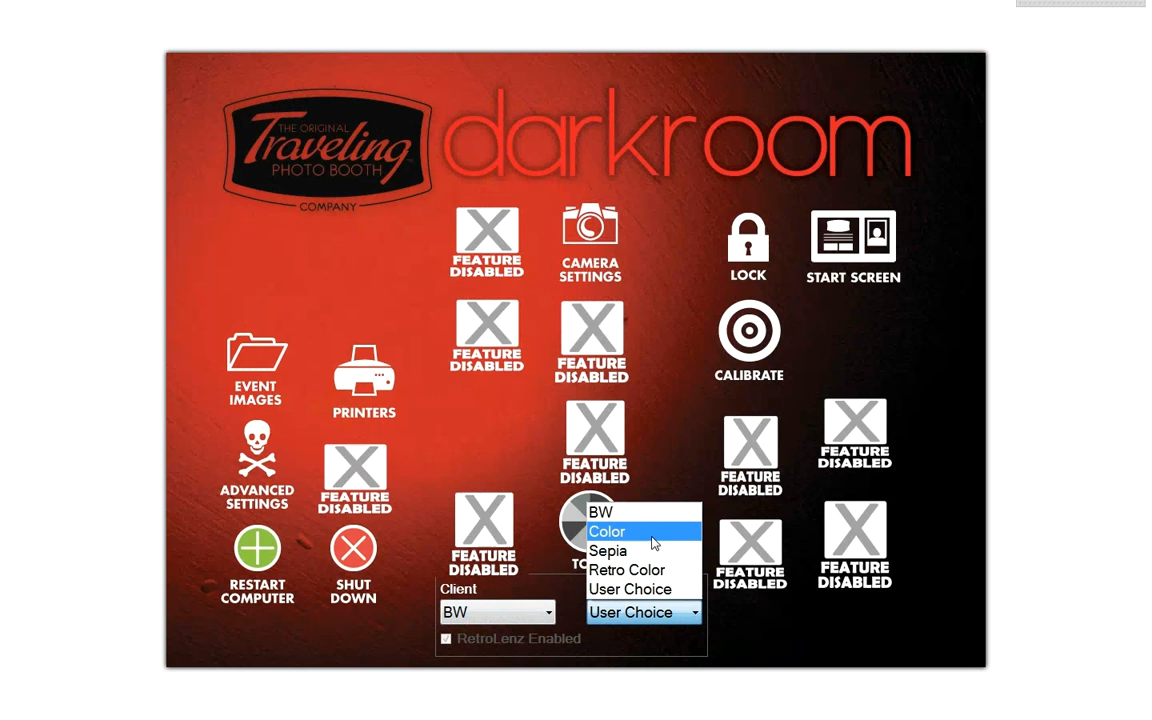 THE ORIGINAL
Traveling
PHOTO BOOTH
COMPANY
darkroom
FEATURE
DISABLED
CAMERA
SETTINGS
LOCK
START SCREEN
FEATURE
DISABLED
FEATURE
DISABLED
CALIBRATE
EVENT
IMAGES
PRINTERS
FEATURE
DISABLED
FEATURE
DISABLED
FEATURE
DISABLED
ADVANCED
SETTINGS
FEATURE
DISABLED
FEATURE
DISABLED
FEATURE
DISABLED
FEATURE
DISABLED
RESTART
COMPUTER
SHUT
DOWN
BW
Color
Sepia
Retro Color
User Choice
Client
BW
User Choice
RetroLenz Enabled